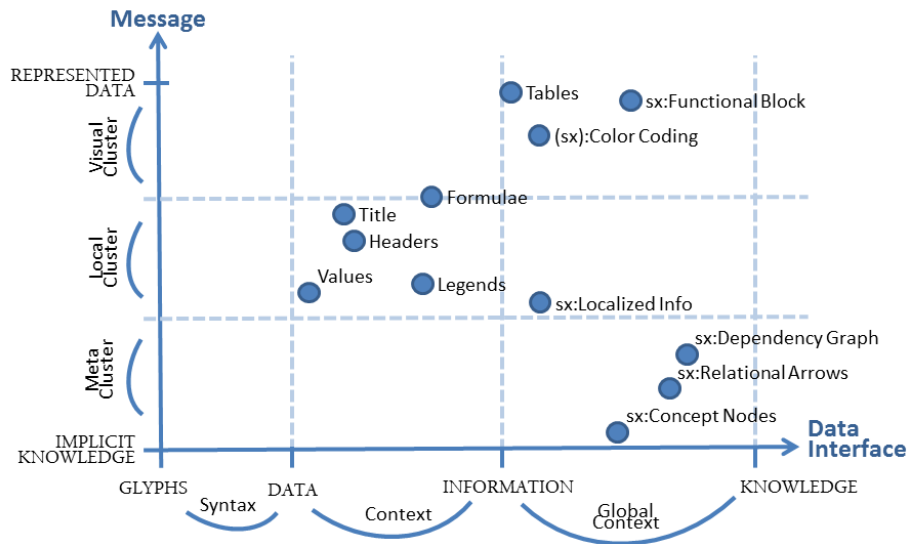 Message
REPRESENTED
DATA
Tables
sx:Functional Block
(sx):Color Coding
Visual
Cluster
Formulae
Title
Headers
Local
Cluster
Values
Legends
sx:Localized Info
sx:Dependency Graph
Meta
Cluster
sx:Relational Arrows
sx:Concept Nodes
IMPLICIT
KNOWLEDGE
Data
Interface
GLYPHS
DATA
INFORMATION
KNOWLEDGE
Syntax
Context
Global
Context